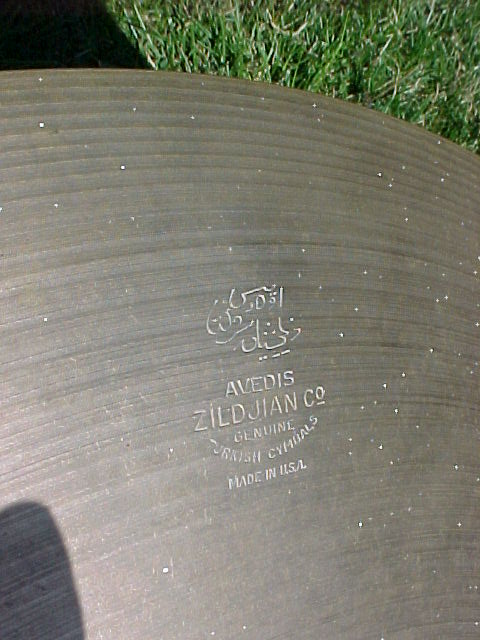 AVEDIS
ZILDJIAN CO
GENUINE
TURKISH CYMBALS
MADE IN U.S.A.